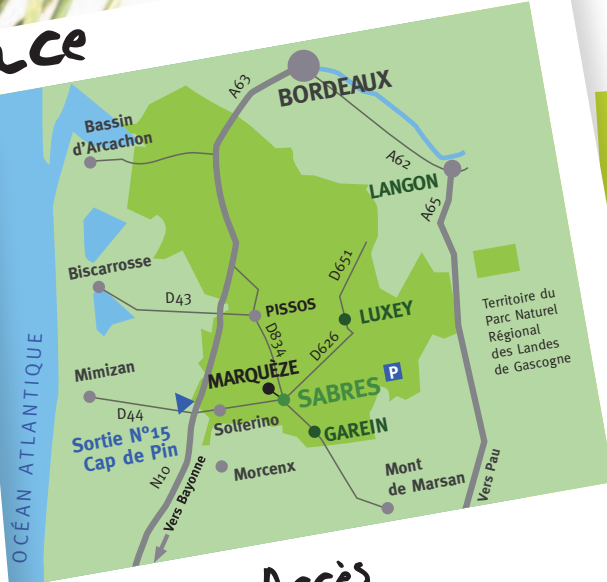 BORDEAUX
A63
Bassin
d'Arcachon
A62
LANGON
A65
Biscarrosse
D43
PISSOS
D651
LUXEY
D834
D626
Territoire du
Parc Naturel
Régional
des Landes
de Gascogne
OCÉAN ATLANTIQUE
Mimizan
D44
MARQUÈZE
SABRES
P
Sortie N°15
Cap de Pin
Solferino
GAREIN
N10
Vers Bayonne
Morcenx
Mont
de Marsan
Vers Pau
Accès